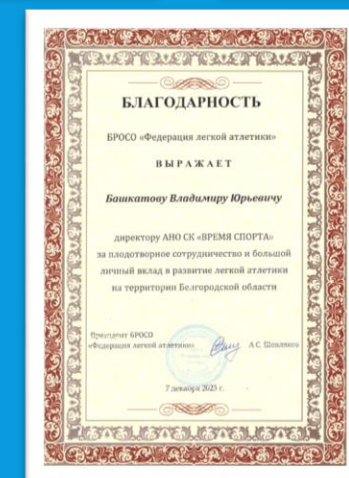 БЛАГОДАРНОСТЬ
БРОСО «Федерация легкой атлетики»
ВЫРАЖАЕТ
Башкатову Владимиру Юрьевичу
директору АНО СК «ВРЕМЯ СПОРТА»
за плодотворное сотрудничество и большой
личный вклад в развитие легкой атлетики
на территории Белгородской области
Президент БРОСО
«Федерация легкой атлетики» А.С.
7 декабря 2023 г.